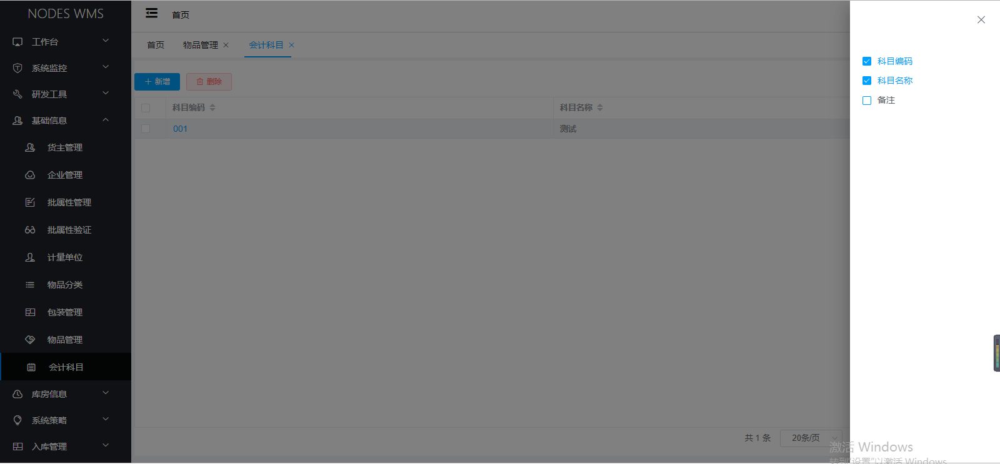 NODES WMS
工作台
系统监控
研发工具
基础信息
货主管理
企业管理
批属性管理
批属性验证
计量单位
物品分类
包装管理
物品管理
会计科目
库房信息
系统策略
入库管理
首页
首页 物品管理 会计科目
新增 删除
科目编码 科目名称
001 测试
共 1 条 20条/页
科目编码
科目名称
备注
激活 Windows
转到"设置"以激活 Windows